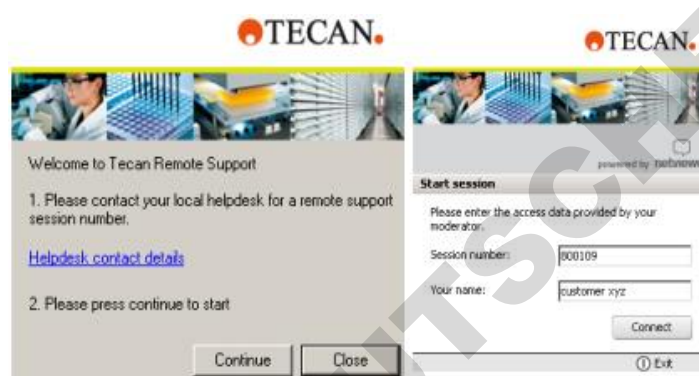 TECAN.
Welcome to Tecan Remote Support
1. Please contact your local helpdesk for a remote support
session number.
Helpdesk contact details
2. Please press continue to start
Continue
Close
TECAN.
powered by
Start session
Please enter the access data provided by your
moderator.
Session number:
800109
Your name:
customer xyz
Connect
Exit